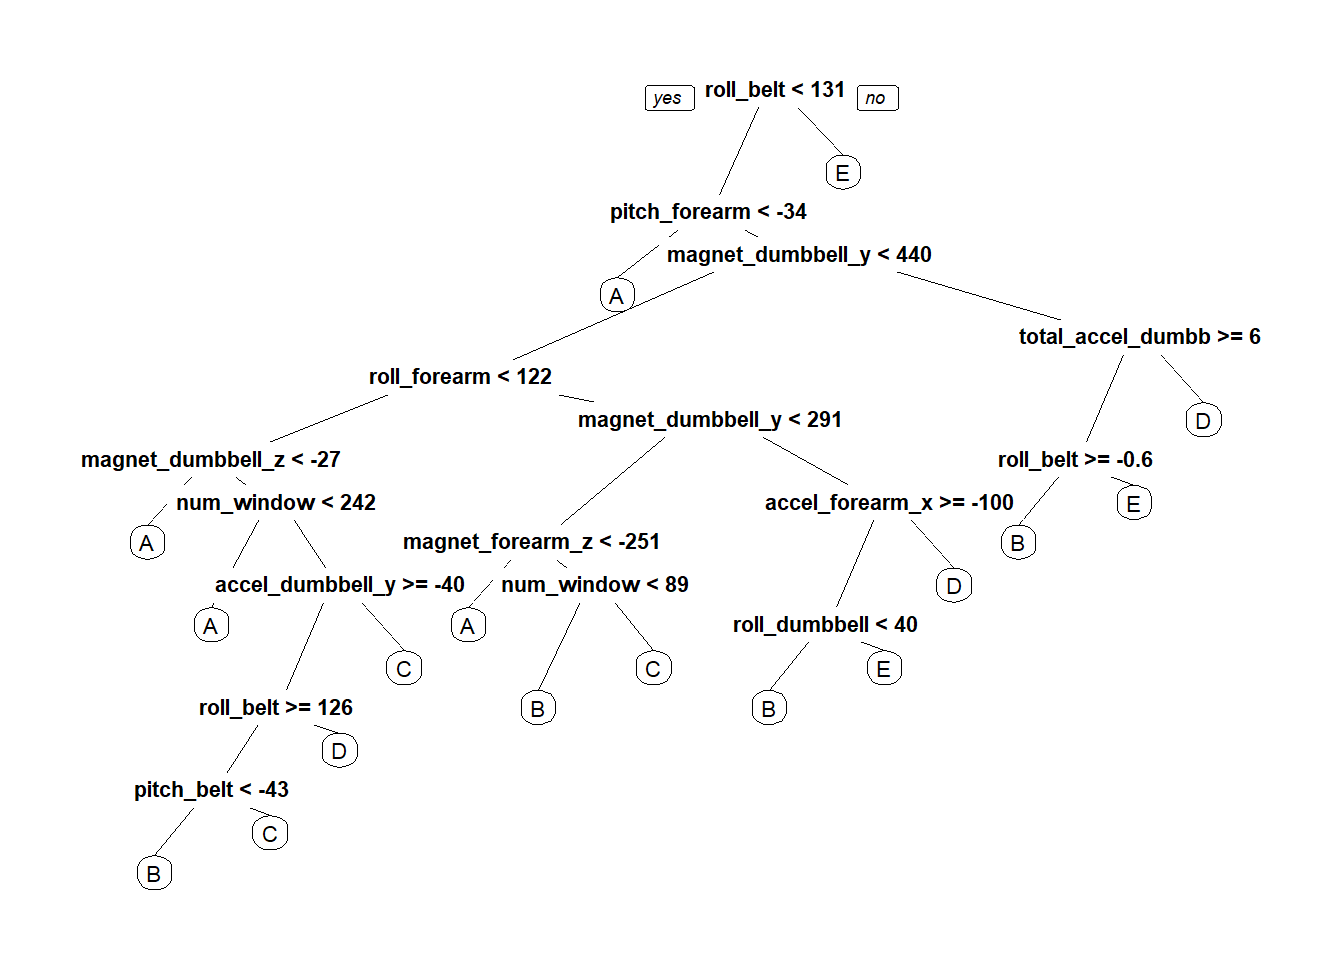 yes
roll_belt < 131
no
E
pitch_forearm < -34
magnet_dumbbell_y < 440
A
total_accel_dumbb >= 6
roll_forearm < 122
magnet_dumbbell_y < 291
D
magnet_dumbbell_z < -27
roll_belt >= -0.6
num_window < 242
accel_forearm_x >= -100
E
A
magnet_forearm_z < -251
B
accel_dumbbell_y >= -40
num_window < 89
D
A
A
roll_dumbbell < 40
C
C
E
roll_belt >= 126
B
B
D
pitch_belt < -43
C
B